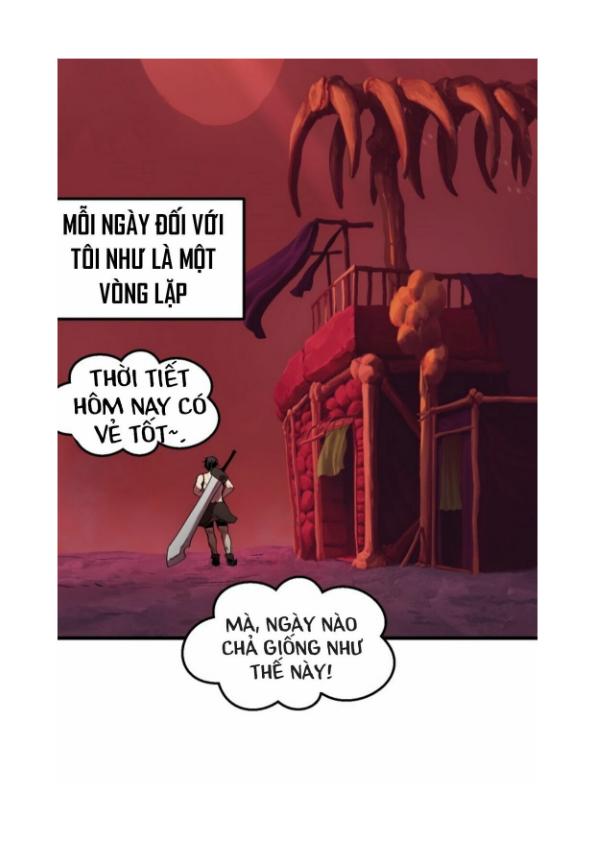 MỖI NGÀY ĐỐI VỚI
TÔI NHƯ LÀ MỘT
VÒNG LẶP
THỜI TIẾT
HÔM NAY CÓ
VẺ TỐT~.
MÀ, NGÀY NÀO
CHẢ GIỐNG NHƯ
THẾ NÀY!